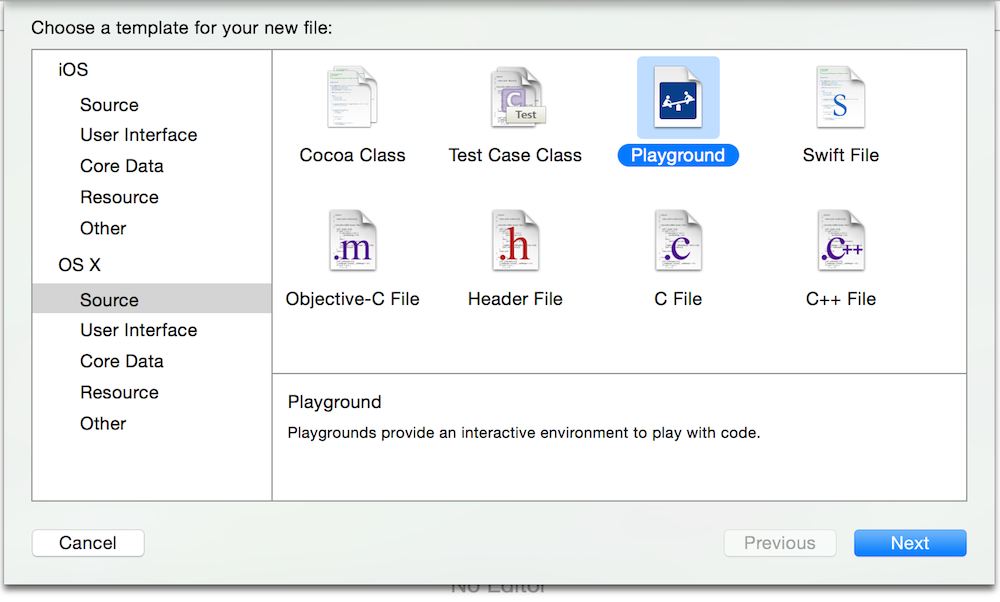 Choose a template for your new file:
iOS
Source
User Interface
Core Data
Resource
Other
OS X
Source
User Interface
Core Data
Resource
Other
Test
Cocoa Class
Test Case Class
Playground
S
Swift File
.m
.h
.c
.c++
Objective-C File
Header File
C File
C++ File
Playground
Playgrounds provide an interactive environment to play with code.
Cancel
Previous
Next
No Editor